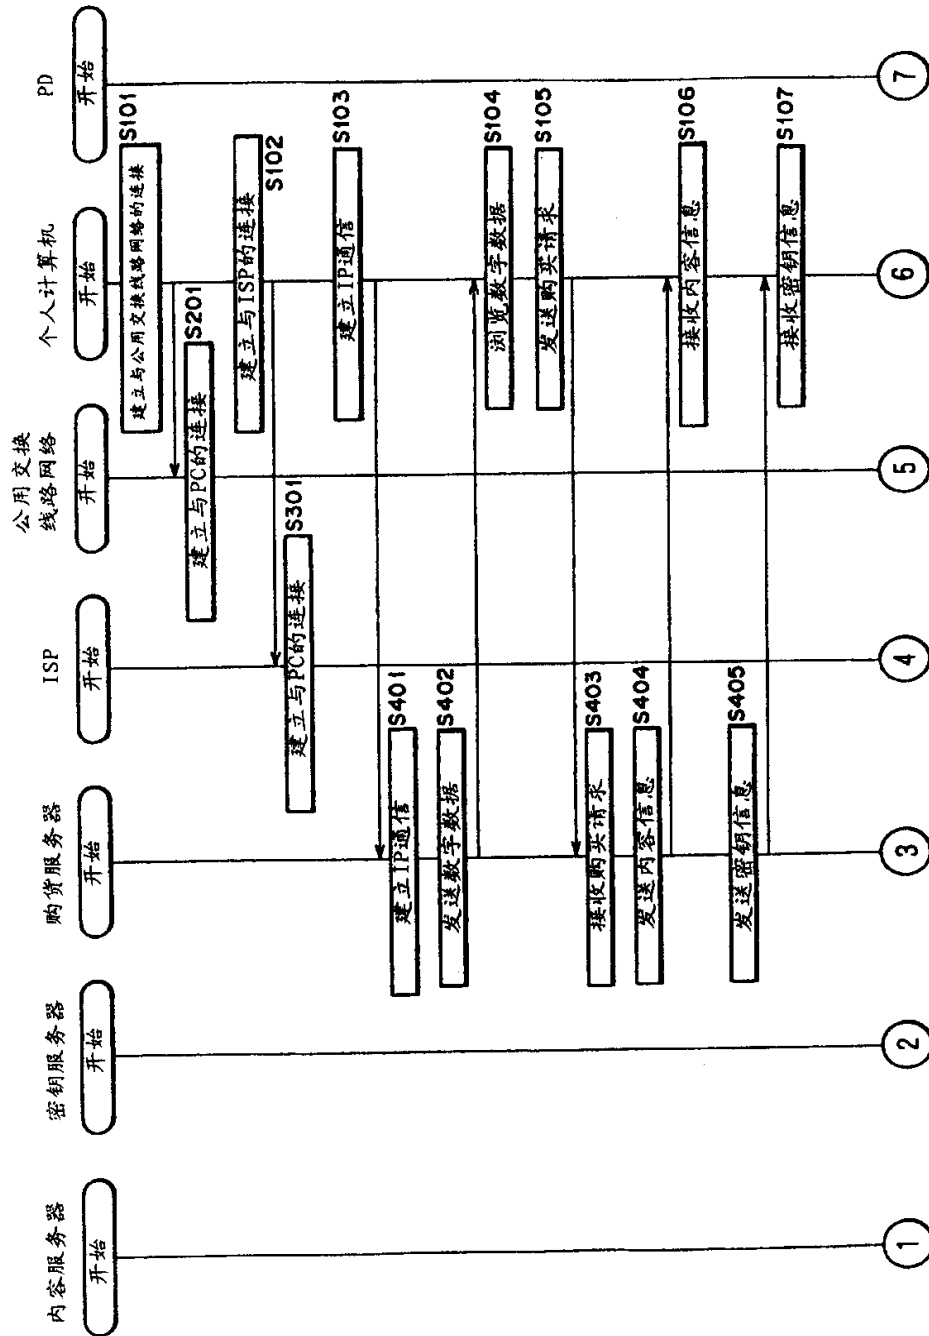 内容服务器
密钥服务器
购货服务器
ISP
公用交换
线路网络
个人计算机
PD
开始
开始
开始
开始
开始
开始
开始
建立与公用交换线路网络的连接
S101
建立与PC的连接
S201
建立与ISP的连接
S102
建立与PC的连接
S301
建立IP通信
S103
建立IP通信
S401
发送数字数据
S402
浏览数字数据
S104
发送购买请求
S105
接收购买请求
S403
发送内容信息
S404
接收内容信息
S106
发送密钥信息
S405
接收密钥信息
S107
1
2
3
4
5
6
7